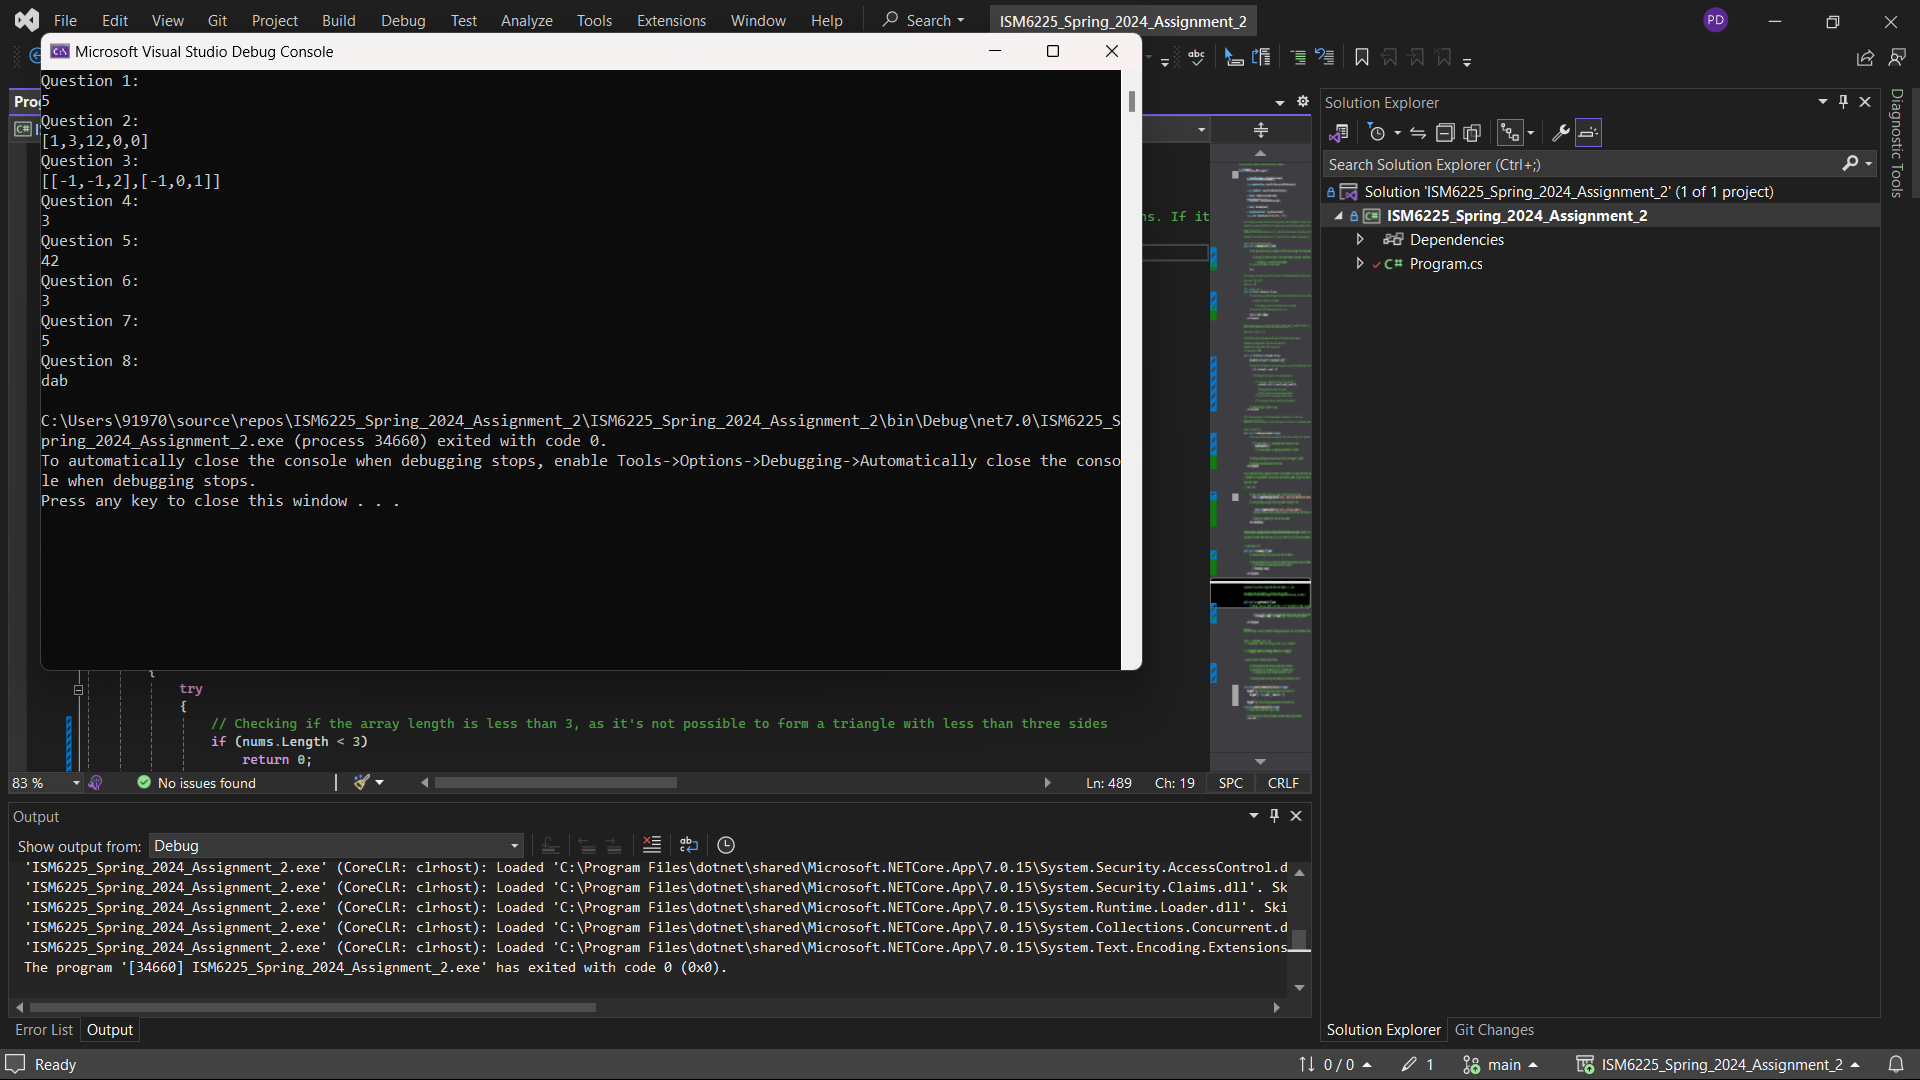 File Edit View Git Project Build Debug Test Analyze Tools Extensions Window Help Search ISM6225_Spring_2024_Assignment_2 PD
Microsoft Visual Studio Debug Console
Question 1:
5
Question 2:
[1,3,12,0,0]
Question 3:
[[-1,-1,2],[-1,0,1]]
Question 4:
3
Question 5:
42
Question 6:
3
Question 7:
5
Question 8:
dab
C:\Users\91970\source\repos\ISM6225_Spring_2024_Assignment_2\ISM6225_Spring_2024_Assignment_2\bin\Debug\net7.0\ISM6225_S
pring_2024_Assignment_2.exe (process 34660) exited with code 0.
To automatically close the console when debugging stops, enable Tools->Options->Debugging->Automatically close the conso
le when debugging stops.
Press any key to close this window . . .
ns. If it
{
try
{
// Checking if the array length is less than 3, as it's not possible to form a triangle with less than three sides
if (nums.Length < 3)
return 0;
83 % No issues found Ln: 489 Ch: 19 SPC CRLF
Output
Show output from: Debug
'ISM6225_Spring_2024_Assignment_2.exe' (CoreCLR: clrhost): Loaded 'C:\Program Files\dotnet\shared\Microsoft.NETCore.App\7.0.15\System.Security.AccessControl.d
'ISM6225_Spring_2024_Assignment_2.exe' (CoreCLR: clrhost): Loaded 'C:\Program Files\dotnet\shared\Microsoft.NETCore.App\7.0.15\System.Security.Claims.dll'. Sk
'ISM6225_Spring_2024_Assignment_2.exe' (CoreCLR: clrhost): Loaded 'C:\Program Files\dotnet\shared\Microsoft.NETCore.App\7.0.15\System.Runtime.Loader.dll'. Ski
'ISM6225_Spring_2024_Assignment_2.exe' (CoreCLR: clrhost): Loaded 'C:\Program Files\dotnet\shared\Microsoft.NETCore.App\7.0.15\System.Collections.Concurrent.d
'ISM6225_Spring_2024_Assignment_2.exe' (CoreCLR: clrhost): Loaded 'C:\Program Files\dotnet\shared\Microsoft.NETCore.App\7.0.15\System.Text.Encoding.Extensions
The program '[34660] ISM6225_Spring_2024_Assignment_2.exe' has exited with code 0 (0x0).
Error List Output
Solution Explorer
Search Solution Explorer (Ctrl+;)
Solution 'ISM6225_Spring_2024_Assignment_2' (1 of 1 project)
C# ISM6225_Spring_2024_Assignment_2
Dependencies
C# Program.cs
Solution Explorer Git Changes
Diagnostic Tools
Ready 0 / 0 1 main ISM6225_Spring_2024_Assignment_2